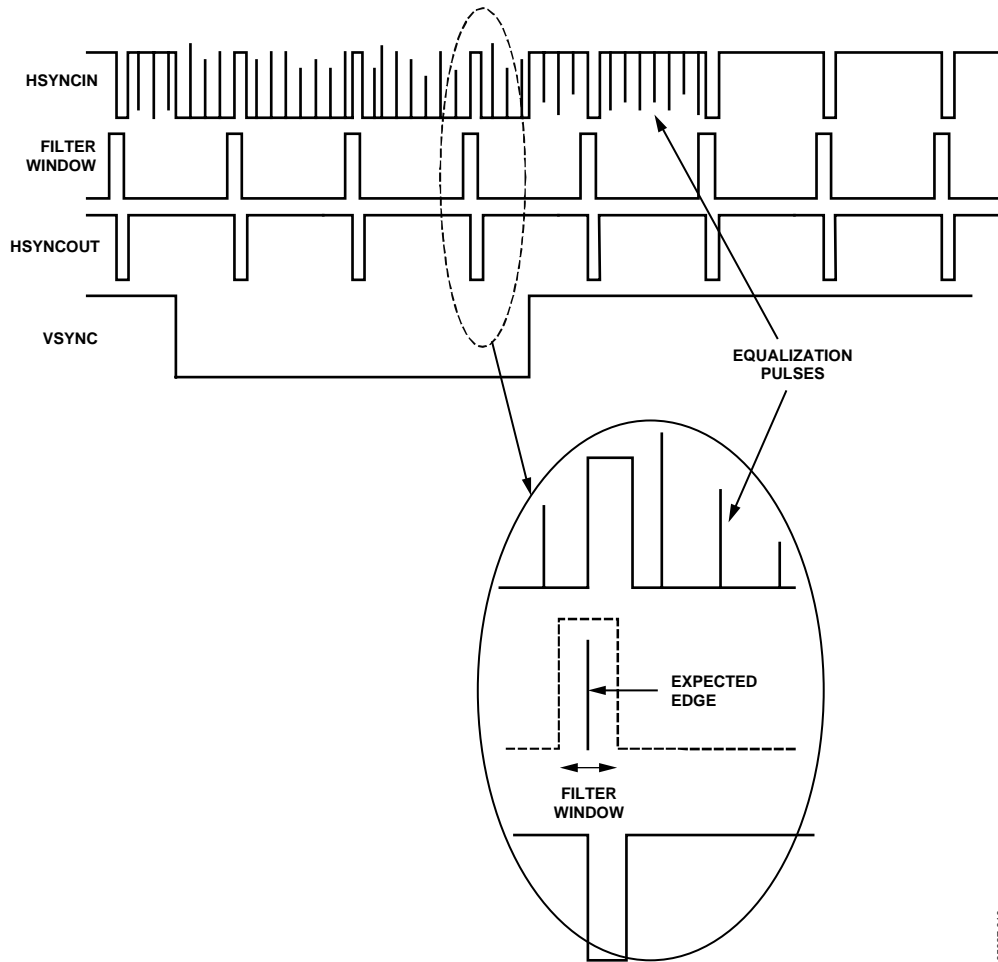 HSYNCIN
FILTER
WINDOW
HSYNCOUT
VSYNC
EQUALIZATION
PULSES
EXPECTED
EDGE
FILTER
WINDOW